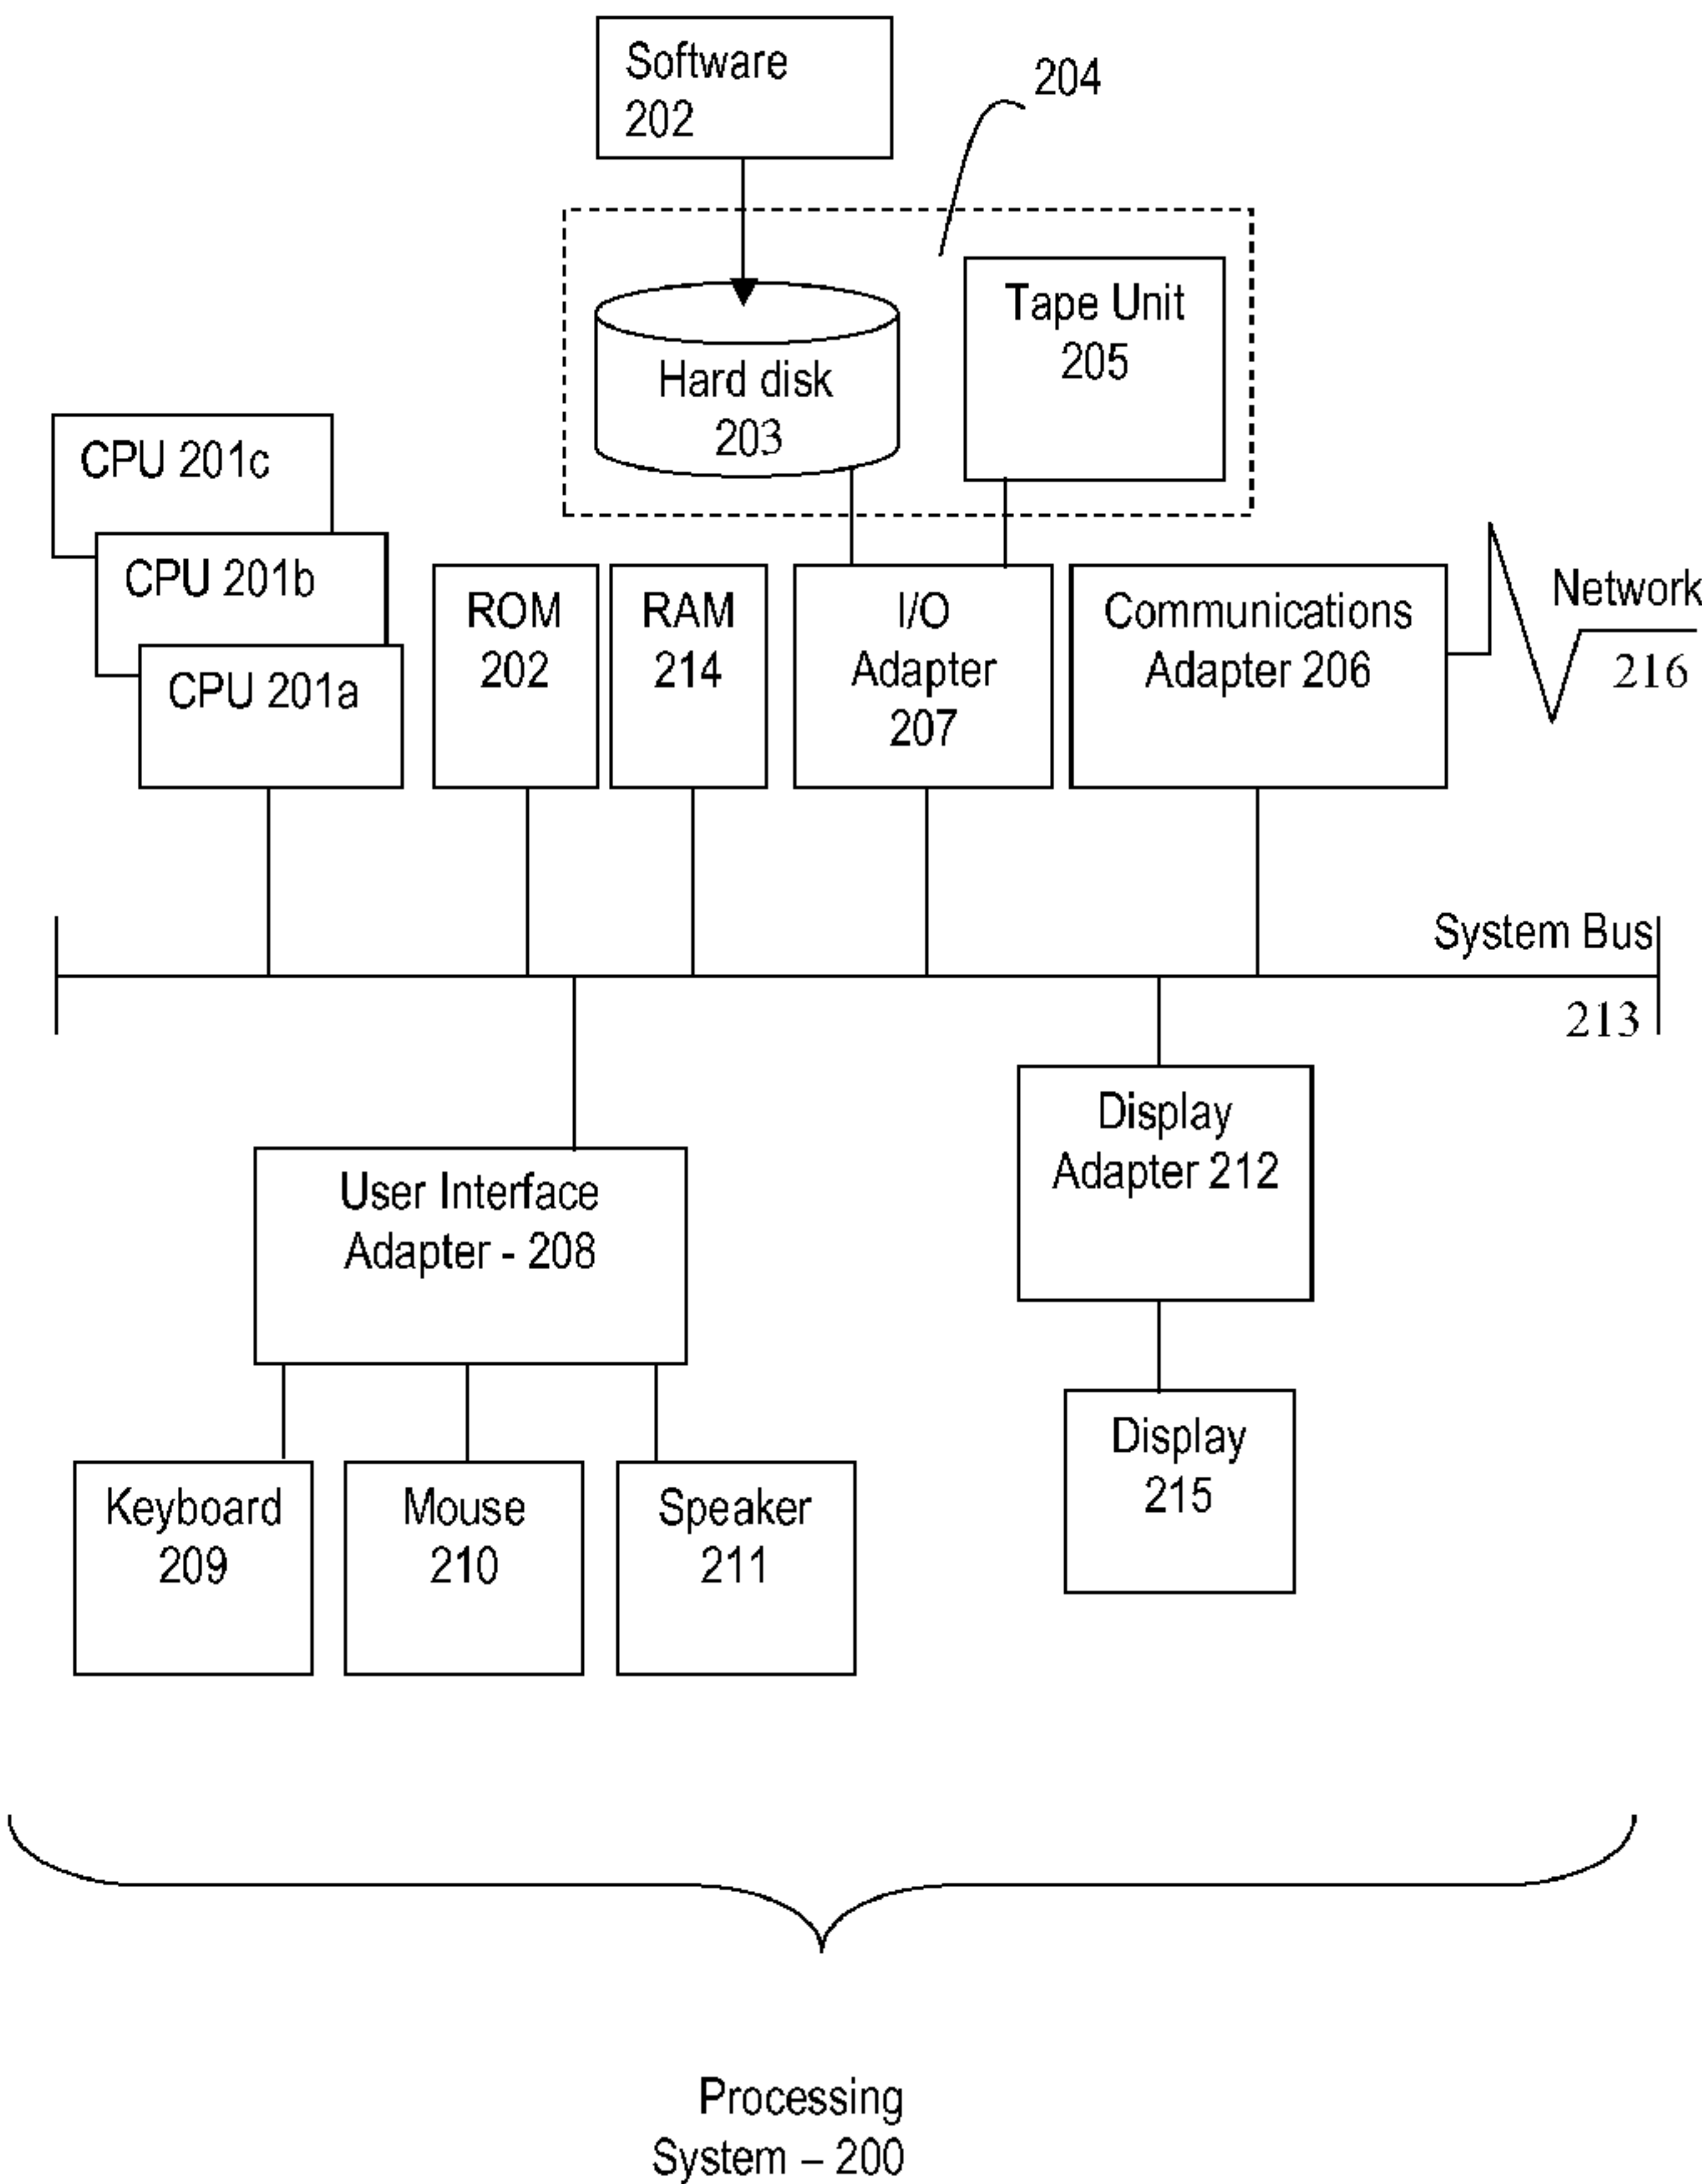 Software
202
204
Tape Unit
205
Hard disk
203
CPU 201c
CPU 201b
CPU 201a
ROM
202
RAM
214
I/O
Adapter
207
Communications
Adapter 206
Network
216
System Bus
213
Display
Adapter 212
User Interface
Adapter - 208
Display
215
Keyboard
209
Mouse
210
Speaker
211
Processing
System – 200